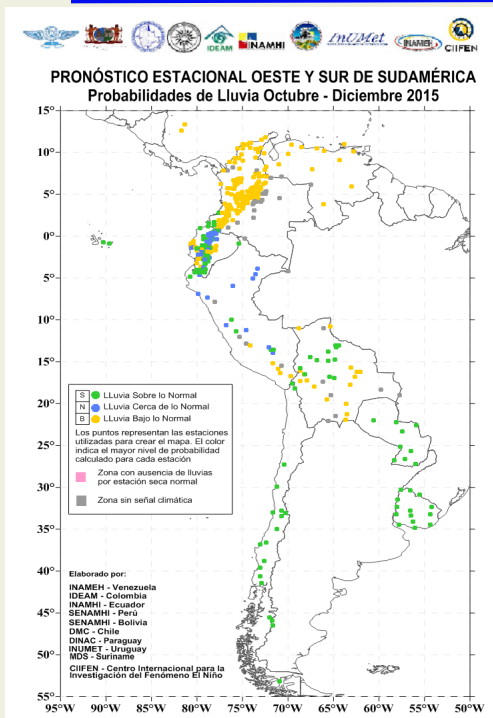 IDEAM
INAMHI
InUMet
INAMEH
CIIFEN
PRONÓSTICO ESTACIONAL OESTE Y SUR DE SUDAMÉRICA
Probabilidades de Lluvia Octubre - Diciembre 2015
15°
10°
5°
0°
5°
10°
15°
20°
25°
30°
35°
40°
45°
50°
55°
S LLuvia Sobre lo Normal
N LLuvia Cerca de lo Normal
B LLuvia Bajo lo Normal
Los puntos representan las estaciones
utilizadas para crear el mapa. El color
indica el mayor nivel de probabilidad
calculado para cada estación
Zona con ausencia de lluvias
por estación seca normal
Zona sin señal climática
Elaborado por:
INAMEH - Venezuela
IDEAM - Colombia
INAMHI - Ecuador
SENAMHI - Perú
SENAMHI - Bolivia
DMC - Chile
DINAC - Paraguay
INUMET - Uruguay
MDS - Suriname
CIIFEN - Centro Internacional para la
Investigación del Fenómeno El Niño
95°W 90°W 85°W 80°W 75°W 70°W 65°W 60°W 55°W 50°W